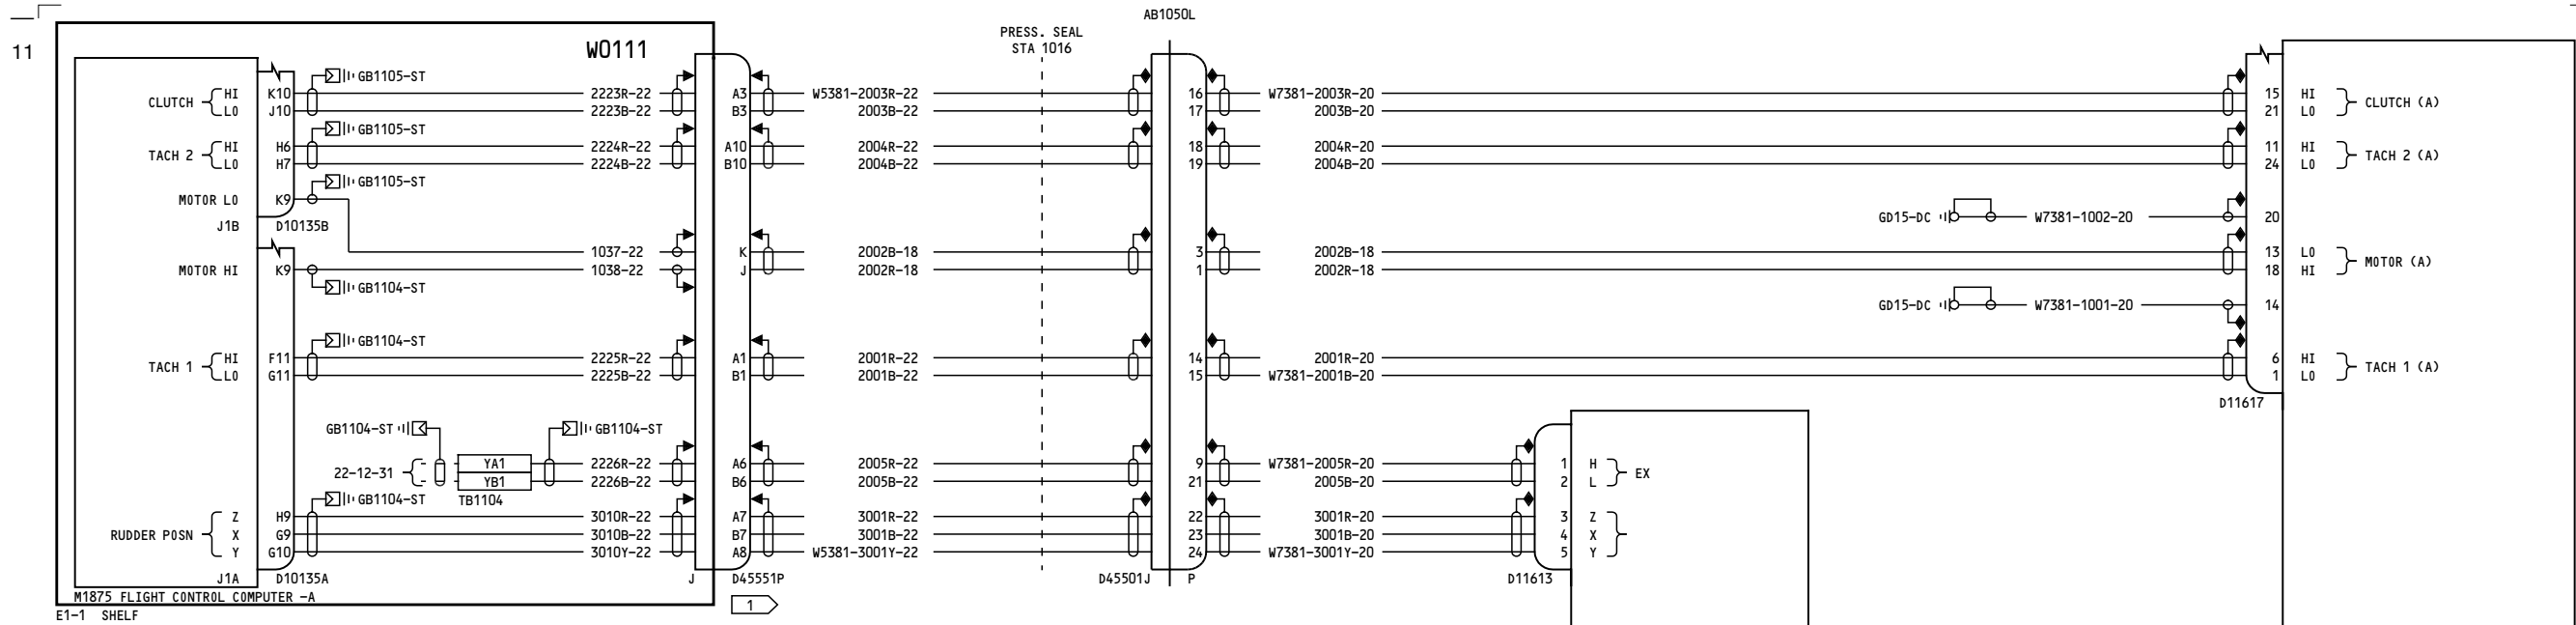 AB1050L
PRESS. SEAL
STA 1016
11
W0111
GB1105-ST
CLUTCH HI K10 2223R-22 A3 W5381-2003R-22 16 W7381-2003R-20 15 HI CLUTCH (A)
LO J10 2223B-22 B3 2003B-22 17 2003B-20 21 LO
GB1105-ST
TACH 2 HI H6 2224R-22 A10 2004R-22 18 2004R-20 11 HI TACH 2 (A)
LO H7 2224B-22 B10 2004B-22 19 2004B-20 24 LO
GB1105-ST
MOTOR LO K9
GD15-DC W7381-1002-20 20
J1B D10135B
1037-22 K 2002B-18 3 2002B-18 13 LO MOTOR (A)
MOTOR HI K9 1038-22 J 2002R-18 1 2002R-18 18 HI
GB1104-ST
GD15-DC W7381-1001-20 14
GB1104-ST
TACH 1 HI F11 2225R-22 A1 2001R-22 14 2001R-20 6 HI TACH 1 (A)
LO G11 2225B-22 B1 2001B-22 15 W7381-2001B-20 1 LO
D11617
GB1104-ST GB1104-ST
22-12-31 YA1 2226R-22 A6 2005R-22 9 W7381-2005R-20 1 H EX
YB1 2226B-22 B6 2005B-22 21 2005B-20 2 L
GB1104-ST TB1104
RUDDER POSN Z H9 3010R-22 A7 3001R-22 22 3001R-20 3 Z
X G9 3010B-22 B7 3001B-22 23 3001B-20 4 X
Y G10 3010Y-22 A8 W5381-3001Y-22 24 W7381-3001Y-20 5 Y
J1A D10135A J D45551P D45501J P D11613
M1875 FLIGHT CONTROL COMPUTER -A
1
E1-1 SHELF